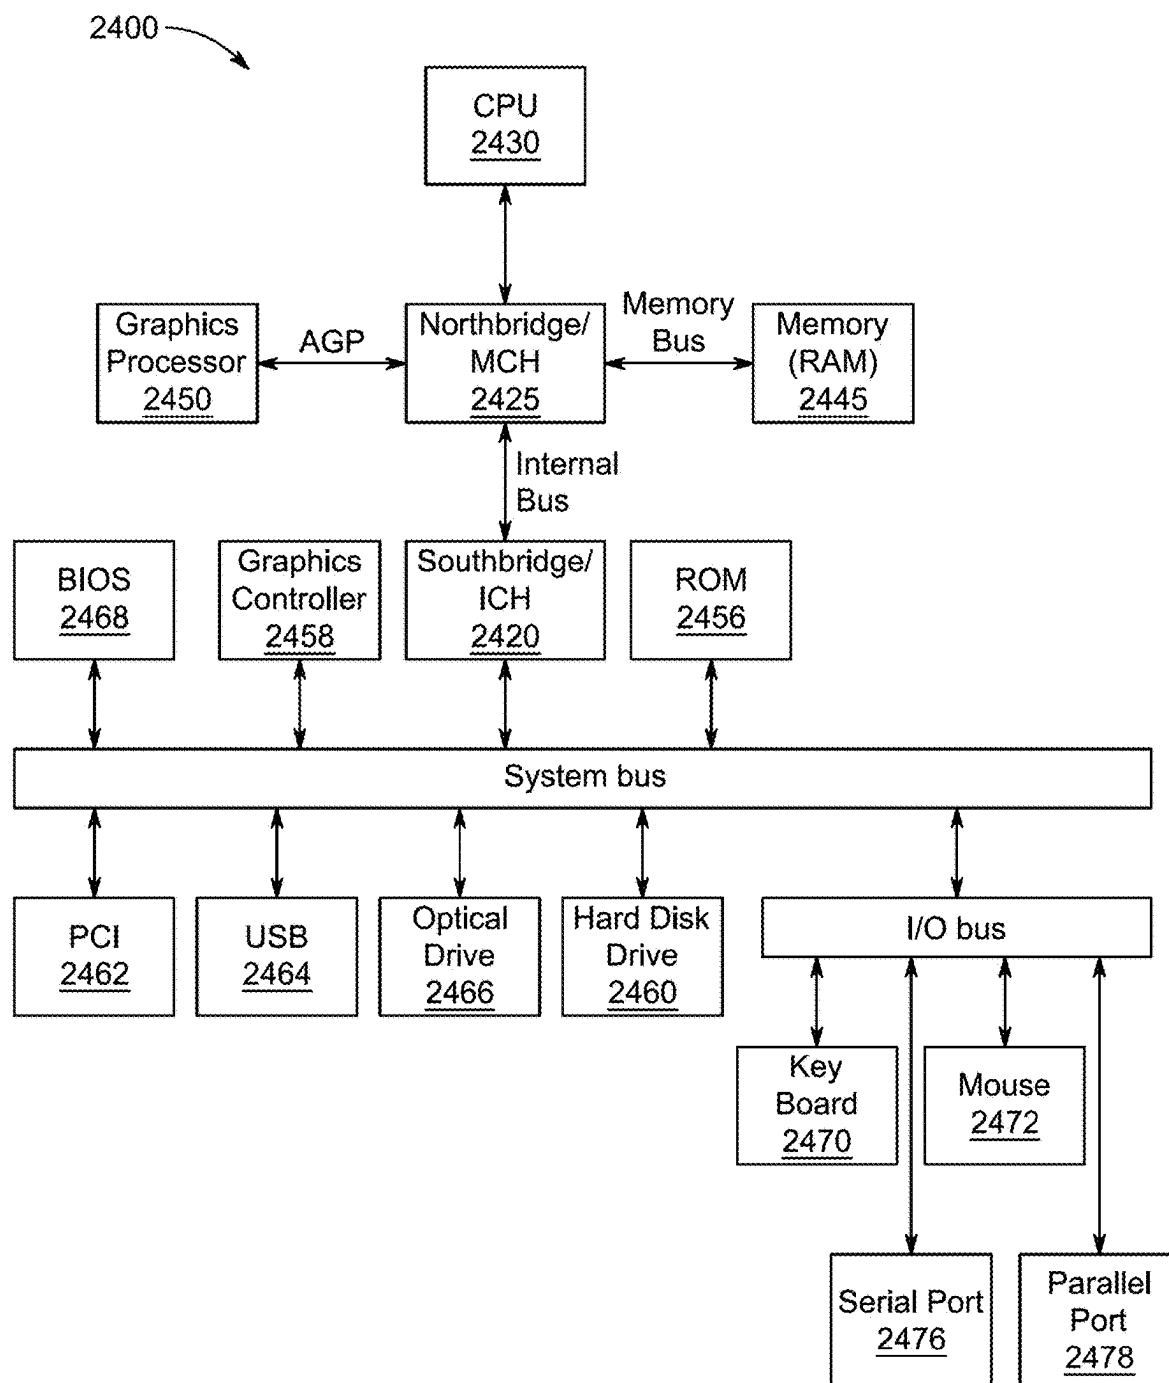 2400
CPU
2430
Graphics
Processor
2450
AGP
Northbridge/
MCH
2425
Memory
Bus
Memory
(RAM)
2445
Internal
Bus
BIOS
2468
Graphics
Controller
2458
Southbridge/
ICH
2420
ROM
2456
System bus
PCI
2462
USB
2464
Optical
Drive
2466
Hard Disk
Drive
2460
I/O bus
Key
Board
2470
Mouse
2472
Serial Port
2476
Parallel
Port
2478